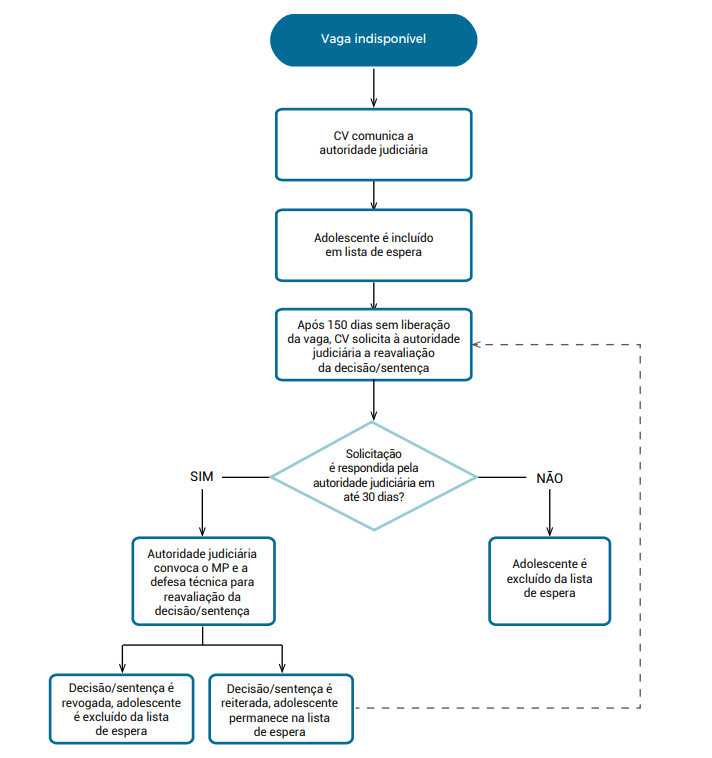 Vaga indisponível
CV comunica a
autoridade judiciária
Adolescente é incluído
em lista de espera
Após 150 dias sem liberação
da vaga, CV solicita à autoridade
judiciária a reavaliação
da decisão/sentença
Solicitação
é respondida pela
autoridade judiciária em
até 30 dias?
SIM
NÃO
Autoridade judiciária
convoca o MP e a
defesa técnica para
reavaliação da
decisão/sentença
Adolescente é
excluído da lista
de espera
Decisão/sentença é
revogada, adolescente
é excluído da lista
de espera
Decisão/sentença é
reiterada, adolescente
permanece na lista
de espera